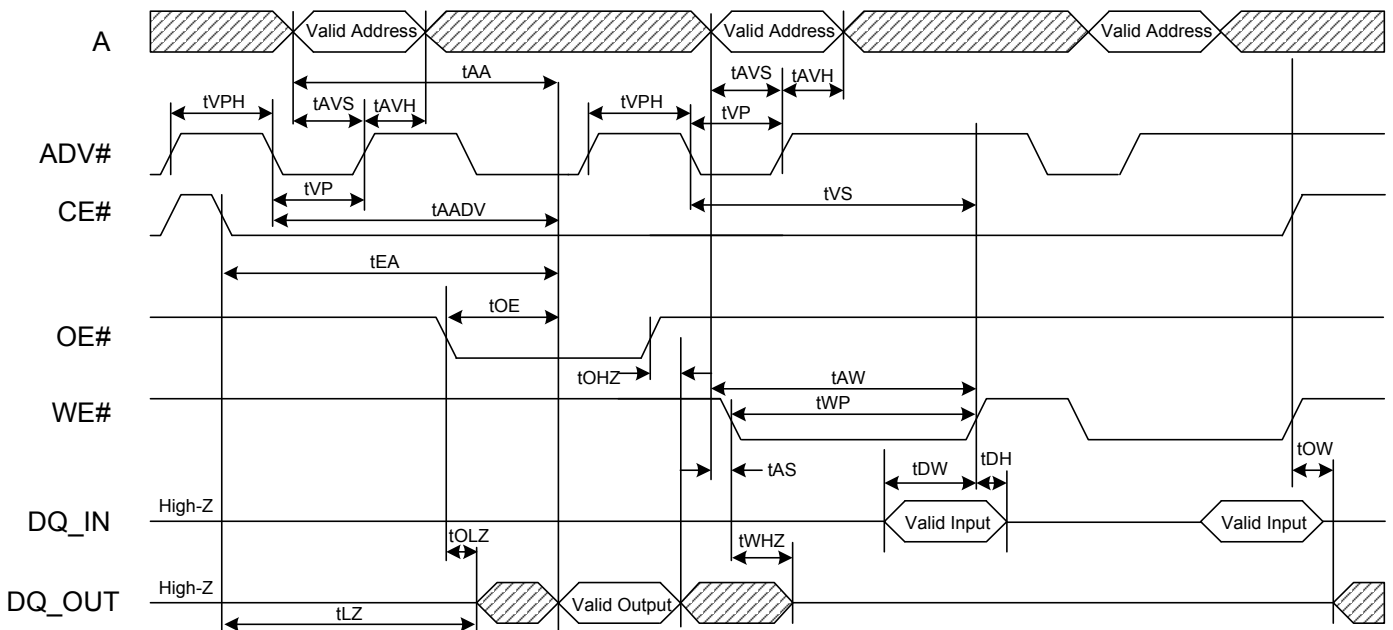 A Valid Address Valid Address Valid Address
tAA
tVPH tAVS tAVH tVPH tAVS tAVH
tVP
ADV#
tVP tVS
CE# tAADV
tEA
tOE
OE#
tOHZ tAW
WE# tWP
tAS tDW tDH tOW
DQ_IN High-Z Valid Input Valid Input
tOLZ tWHZ
DQ_OUT High-Z Valid Output
tLZ